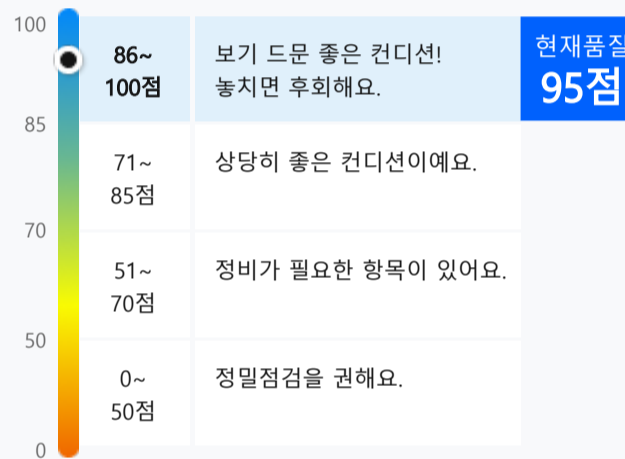 100
86~
100점
보기 드문 좋은 컨디션!
놓치면 후회해요.
현재품질
95점
85
71~
85점
상당히 좋은 컨디션이예요.
70
51~
70점
정비가 필요한 항목이 있어요.
50
0~
50점
정밀점검을 권해요.
0